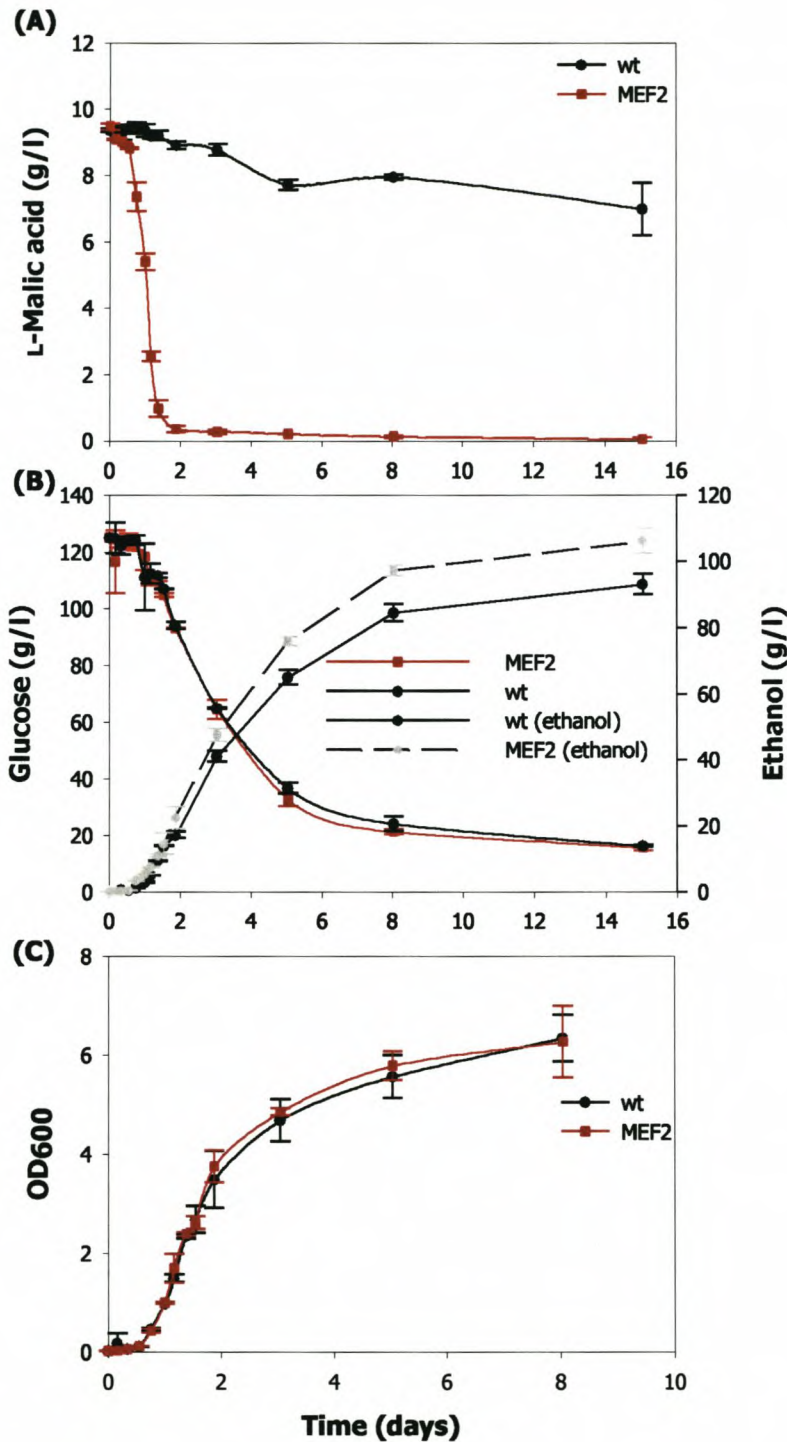 (A)
12
10
8
6
4
2
0
L-Malic acid (g/l)
wt
MEF2
0 2 4 6 8 10 12 14 16
(B)
140
120
100
80
60
40
20
0
Glucose (g/l)
120
100
80
60
40
20
0
Ethanol (g/l)
MEF2
wt
wt (ethanol)
MEF2 (ethanol)
0 2 4 6 8 10 12 14 16
(C)
8
6
4
2
0
OD600
wt
MEF2
0 2 4 6 8 10
Time (days)